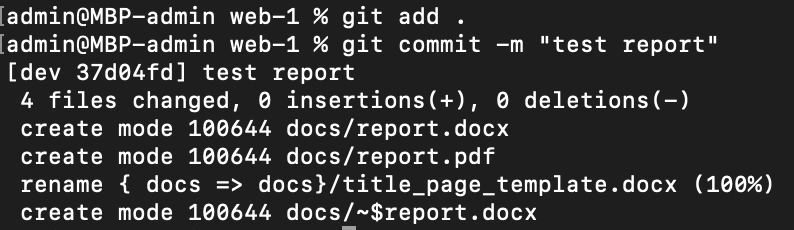 [admin@MBP-admin web-1 % git add .
[admin@MBP-admin web-1 % git commit -m "test report"
[dev 37d04fd] test report
 4 files changed, 0 insertions(+), 0 deletions(-)
 create mode 100644 docs/report.docx
 create mode 100644 docs/report.pdf
 rename { docs => docs}/title_page_template.docx (100%)
 create mode 100644 docs/~$report.docx